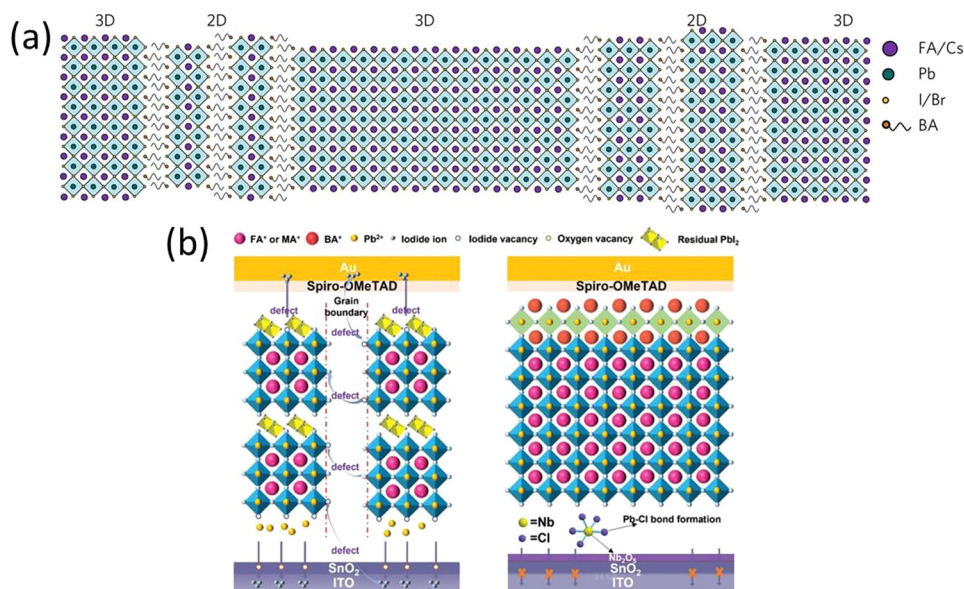 (a)
3D 2D 3D 2D 3D
FA/Cs
Pb
I/Br
BA
(b)
FA⁺ or MA⁺ BA⁺ Pb²⁺ Iodide ion Iodide vacancy Oxygen vacancy Residual PbI₂
Au
Spiro-OMeTAD
defect Grain boundary defect
defect
defect
defect
defect
SnO₂
ITO
Au
Spiro-OMeTAD
=Nb
=Cl
Pb-Cl bond formation
Nb₂O₅
SnO₂
ITO